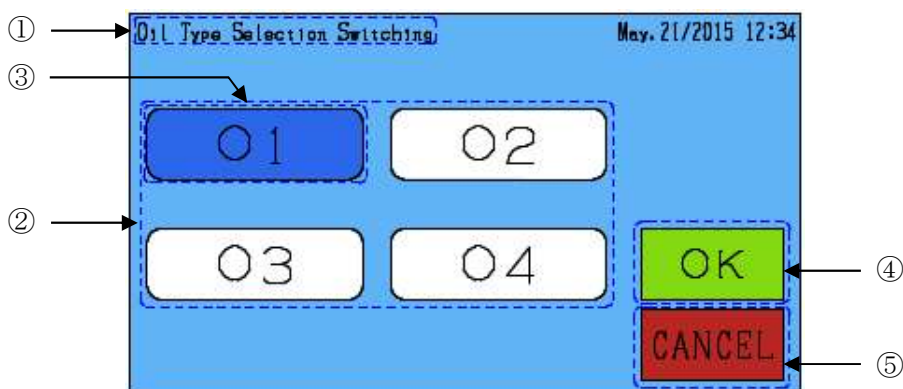 ① Oil Type Selection Switching May. 21/2015 12:34
③
O1 O2
②
O3 O4 OK ④
CANCEL ⑤